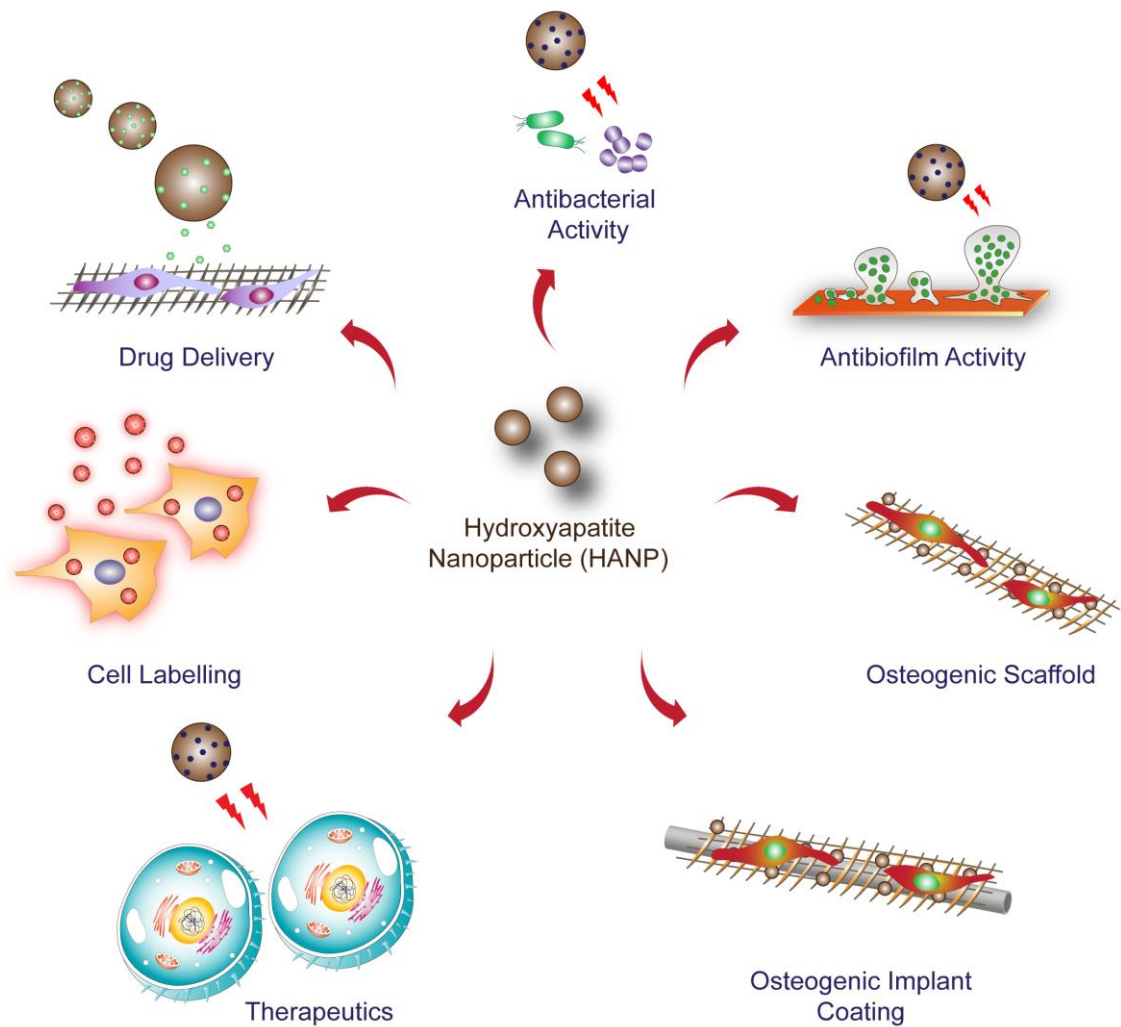 Antibacterial
Activity
Drug Delivery
Antibiofilm Activity
Hydroxyapatite
Nanoparticle (HANP)
Cell Labelling
Osteogenic Scaffold
Therapeutics
Osteogenic Implant
Coating